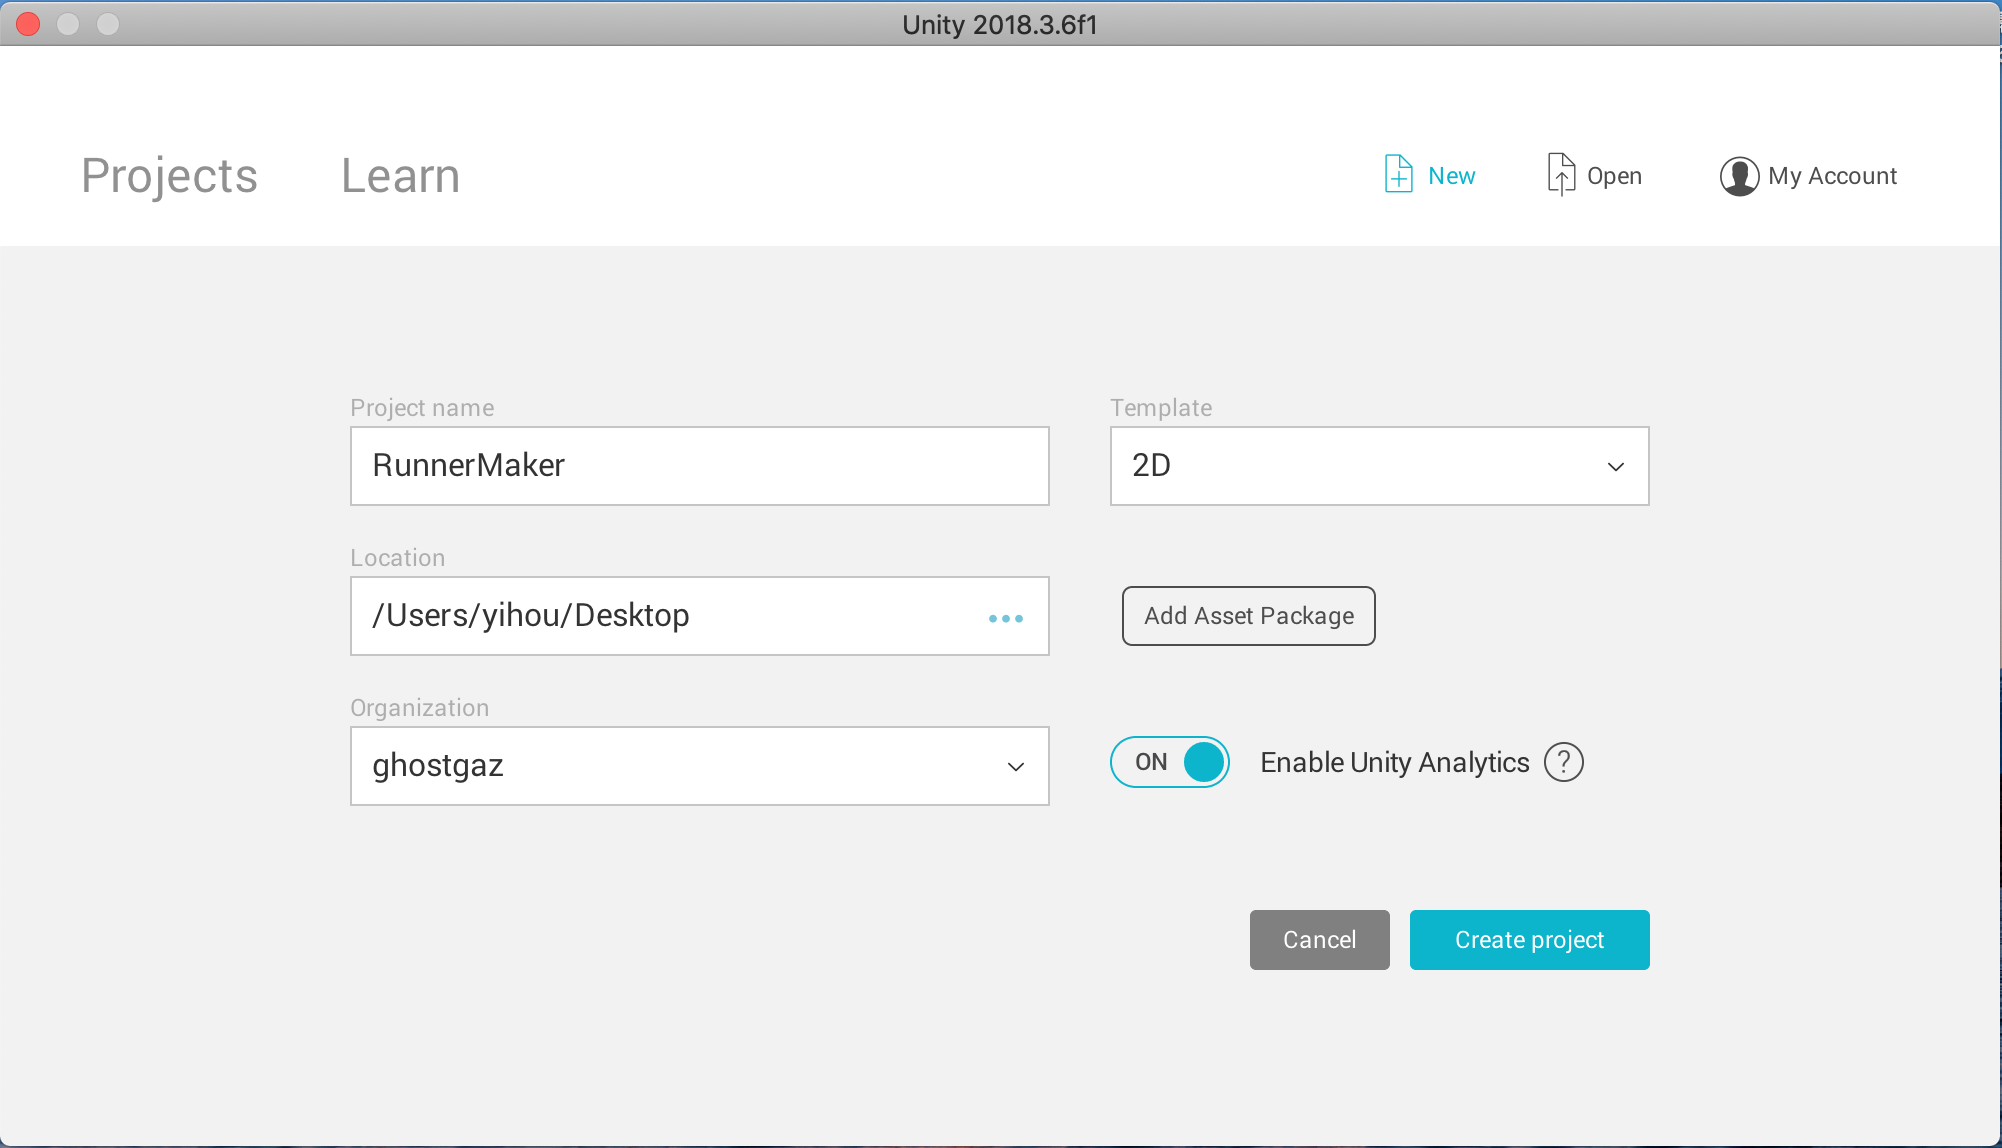 Unity 2018.3.6f1
Projects Learn New Open My Account
Project name Template
RunnerMaker 2D
Location
/Users/yihou/Desktop ••• Add Asset Package
Organization
ghostgaz ON Enable Unity Analytics ?
Cancel Create project